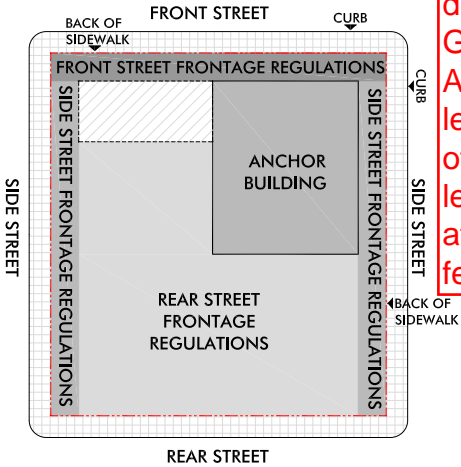 FRONT STREET
BACK OF
SIDEWALK
CURB
FRONT STREET FRONTAGE REGULATIONS
CURB
SIDE STREET
SIDE STREET FRONTAGE REGULATIONS
ANCHOR
BUILDING
SIDE STREET FRONTAGE REGULATIONS
SIDE STREET
REAR STREET
FRONTAGE
REGULATIONS
BACK OF
SIDEWALK
REAR STREET